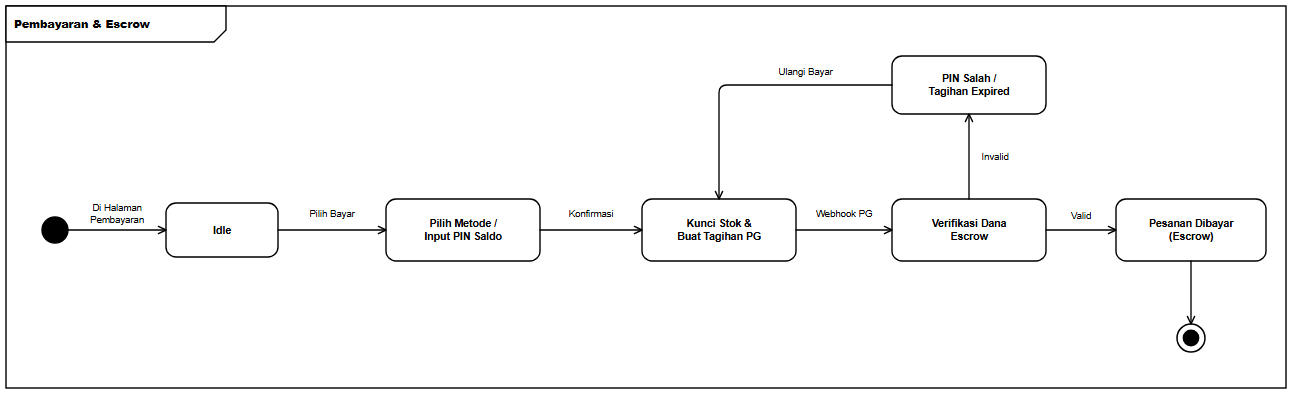 Pembayaran & Escrow
Ulangi Bayar
PIN Salah /
Tagihan Expired
Invalid
Di Halaman
Pembayaran
Idle
Pilih Bayar
Pilih Metode /
Input PIN Saldo
Konfirmasi
Kunci Stok &
Buat Tagihan PG
Webhook PG
Verifikasi Dana
Escrow
Valid
Pesanan Dibayar
(Escrow)